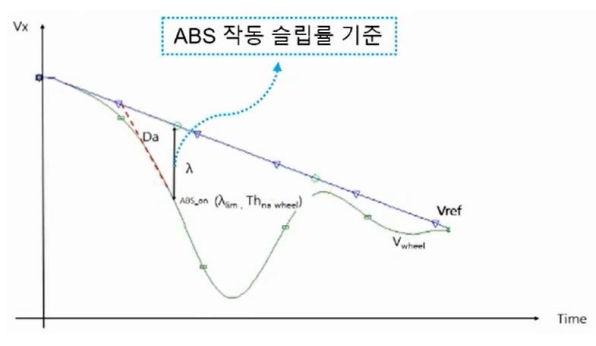 Vx
ABS 작동 슬립률 기준
Da
λ
ABS_on (λlim , Thna wheel)
Vref
Vwheel
Time